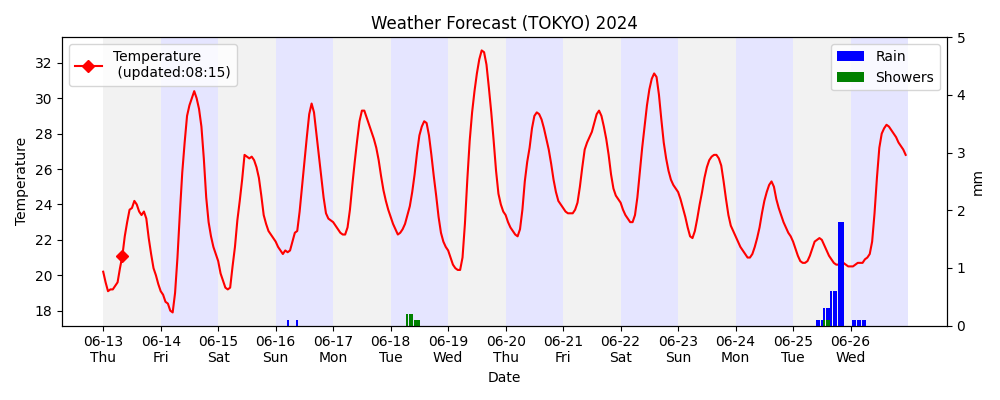 Weather Forecast (TOKYO) 2024
Temperature
(updated:08:15)
Rain
Showers
Temperature
32
30
28
26
24
22
20
18
5
4
3
2
1
0
mm
06-13 06-14 06-15 06-16 06-17 06-18 06-19 06-20 06-21 06-22 06-23 06-24 06-25 06-26
Thu Fri Sat Sun Mon Tue Wed Thu Fri Sat Sun Mon Tue Wed
Date